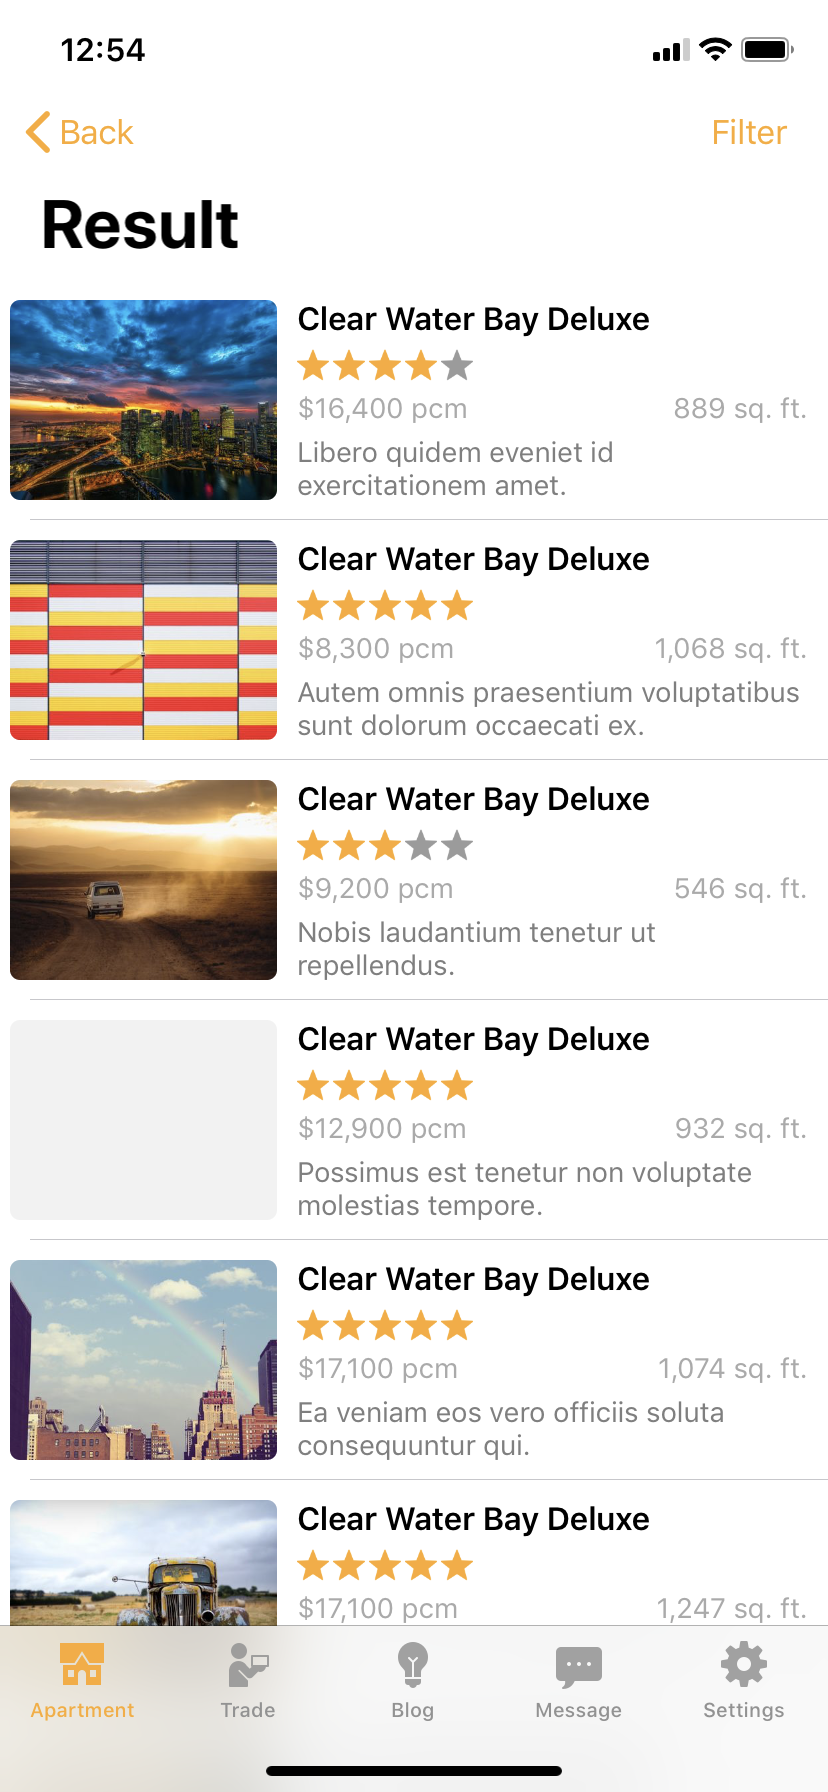 12:54
Back
Filter
Result
Clear Water Bay Deluxe
$16,400 pcm
889 sq. ft.
Libero quidem eveniet id
exercitationem amet.
Clear Water Bay Deluxe
$8,300 pcm
1,068 sq. ft.
Autem omnis praesentium voluptatibus
sunt dolorum occaecati ex.
Clear Water Bay Deluxe
$9,200 pcm
546 sq. ft.
Nobis laudantium tenetur ut
repellendus.
Clear Water Bay Deluxe
$12,900 pcm
932 sq. ft.
Possimus est tenetur non voluptate
molestias tempore.
Clear Water Bay Deluxe
$17,100 pcm
1,074 sq. ft.
Ea veniam eos vero officiis soluta
consequuntur qui.
Clear Water Bay Deluxe
$17,100 pcm
1,247 sq. ft.
Apartment
Trade
Blog
Message
Settings